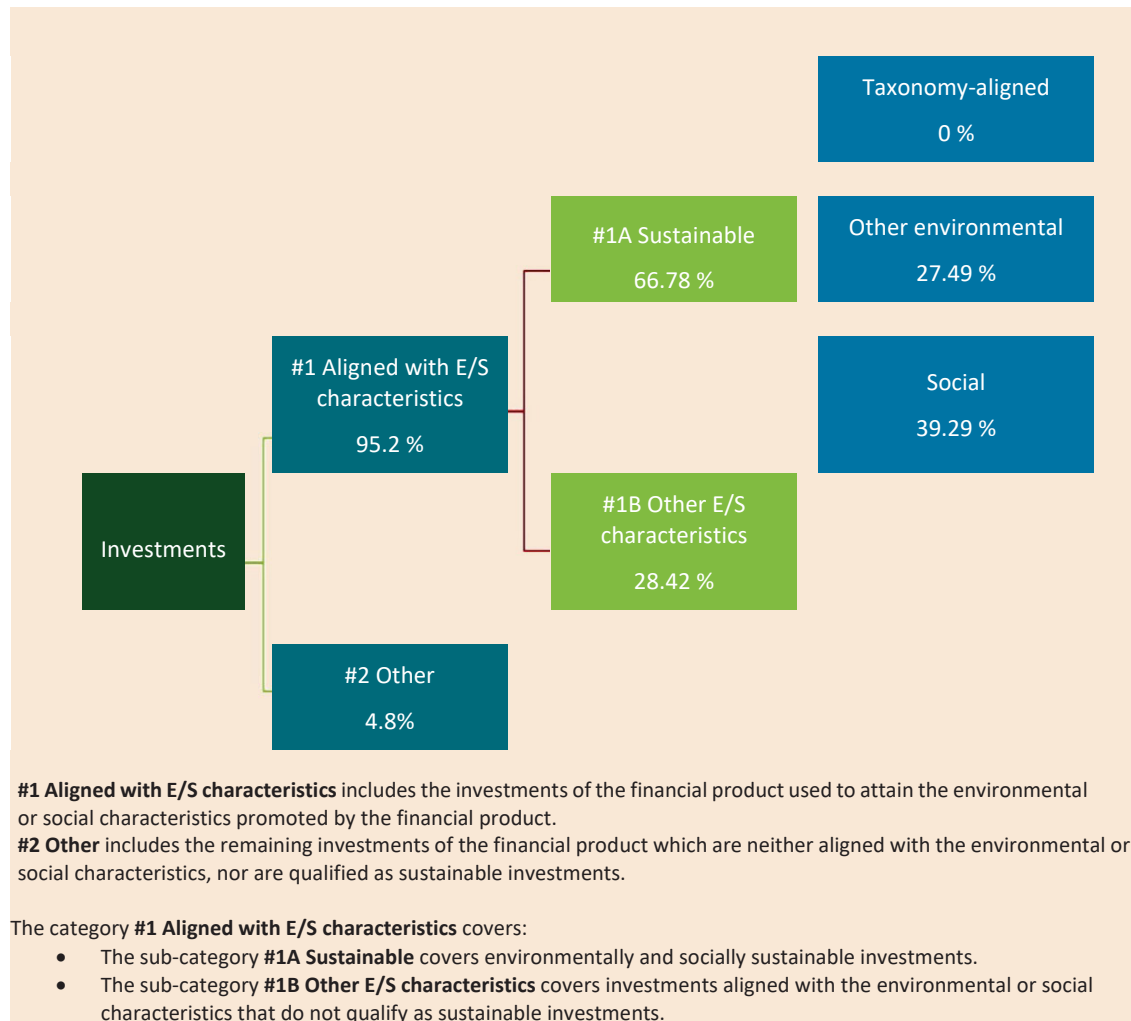 Taxonomy-aligned
0 %
#1A Sustainable
66.78 %
Other environmental
27.49 %
#1 Aligned with E/S
characteristics
95.2 %
Social
39.29 %
Investments
#1B Other E/S
characteristics
28.42 %
#2 Other
4.8%
#1 Aligned with E/S characteristics includes the investments of the financial product used to attain the environmental
or social characteristics promoted by the financial product.
#2 Other includes the remaining investments of the financial product which are neither aligned with the environmental or
social characteristics, nor are qualified as sustainable investments.
The category #1 Aligned with E/S characteristics covers:
• The sub-category #1A Sustainable covers environmentally and socially sustainable investments.
• The sub-category #1B Other E/S characteristics covers investments aligned with the environmental or social
characteristics that do not qualify as sustainable investments.